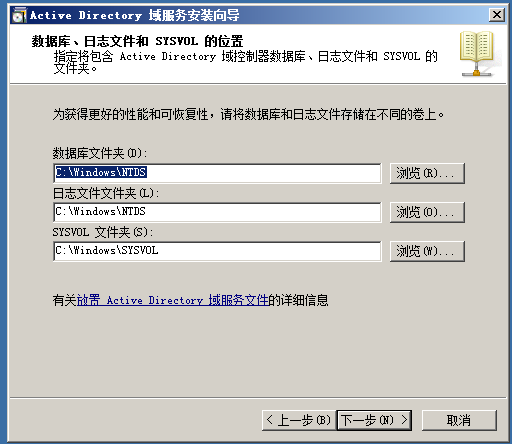 Active Directory 域服务安装向导
数据库、日志文件和 SYSVOL 的位置
指定将包含 Active Directory 域控制器数据库、日志文件和 SYSVOL 的
文件夹。
为获得更好的性能和可恢复性，请将数据库和日志文件存储在不同的卷上。
数据库文件夹(D):
C:\Windows\NTDS
浏览(R)...
日志文件文件夹(L):
C:\Windows\NTDS
浏览(O)...
SYSVOL 文件夹(S):
C:\Windows\SYSVOL
浏览(W)...
有关放置 Active Directory 域服务文件的详细信息
< 上一步(B) 下一步(N) > 取消